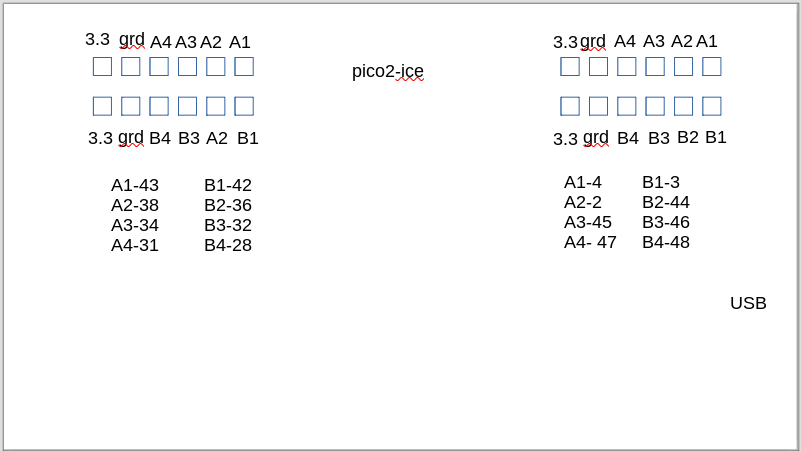 3.3 grd A4 A3 A2 A1
3.3 grd A4 A3 A2 A1
pico2-ice
3.3 grd B4 B3 A2 B1
3.3 grd B4 B3 B2 B1
A1-43 B1-42
A2-38 B2-36
A3-34 B3-32
A4-31 B4-28
A1-4 B1-3
A2-2 B2-44
A3-45 B3-46
A4- 47 B4-48
USB